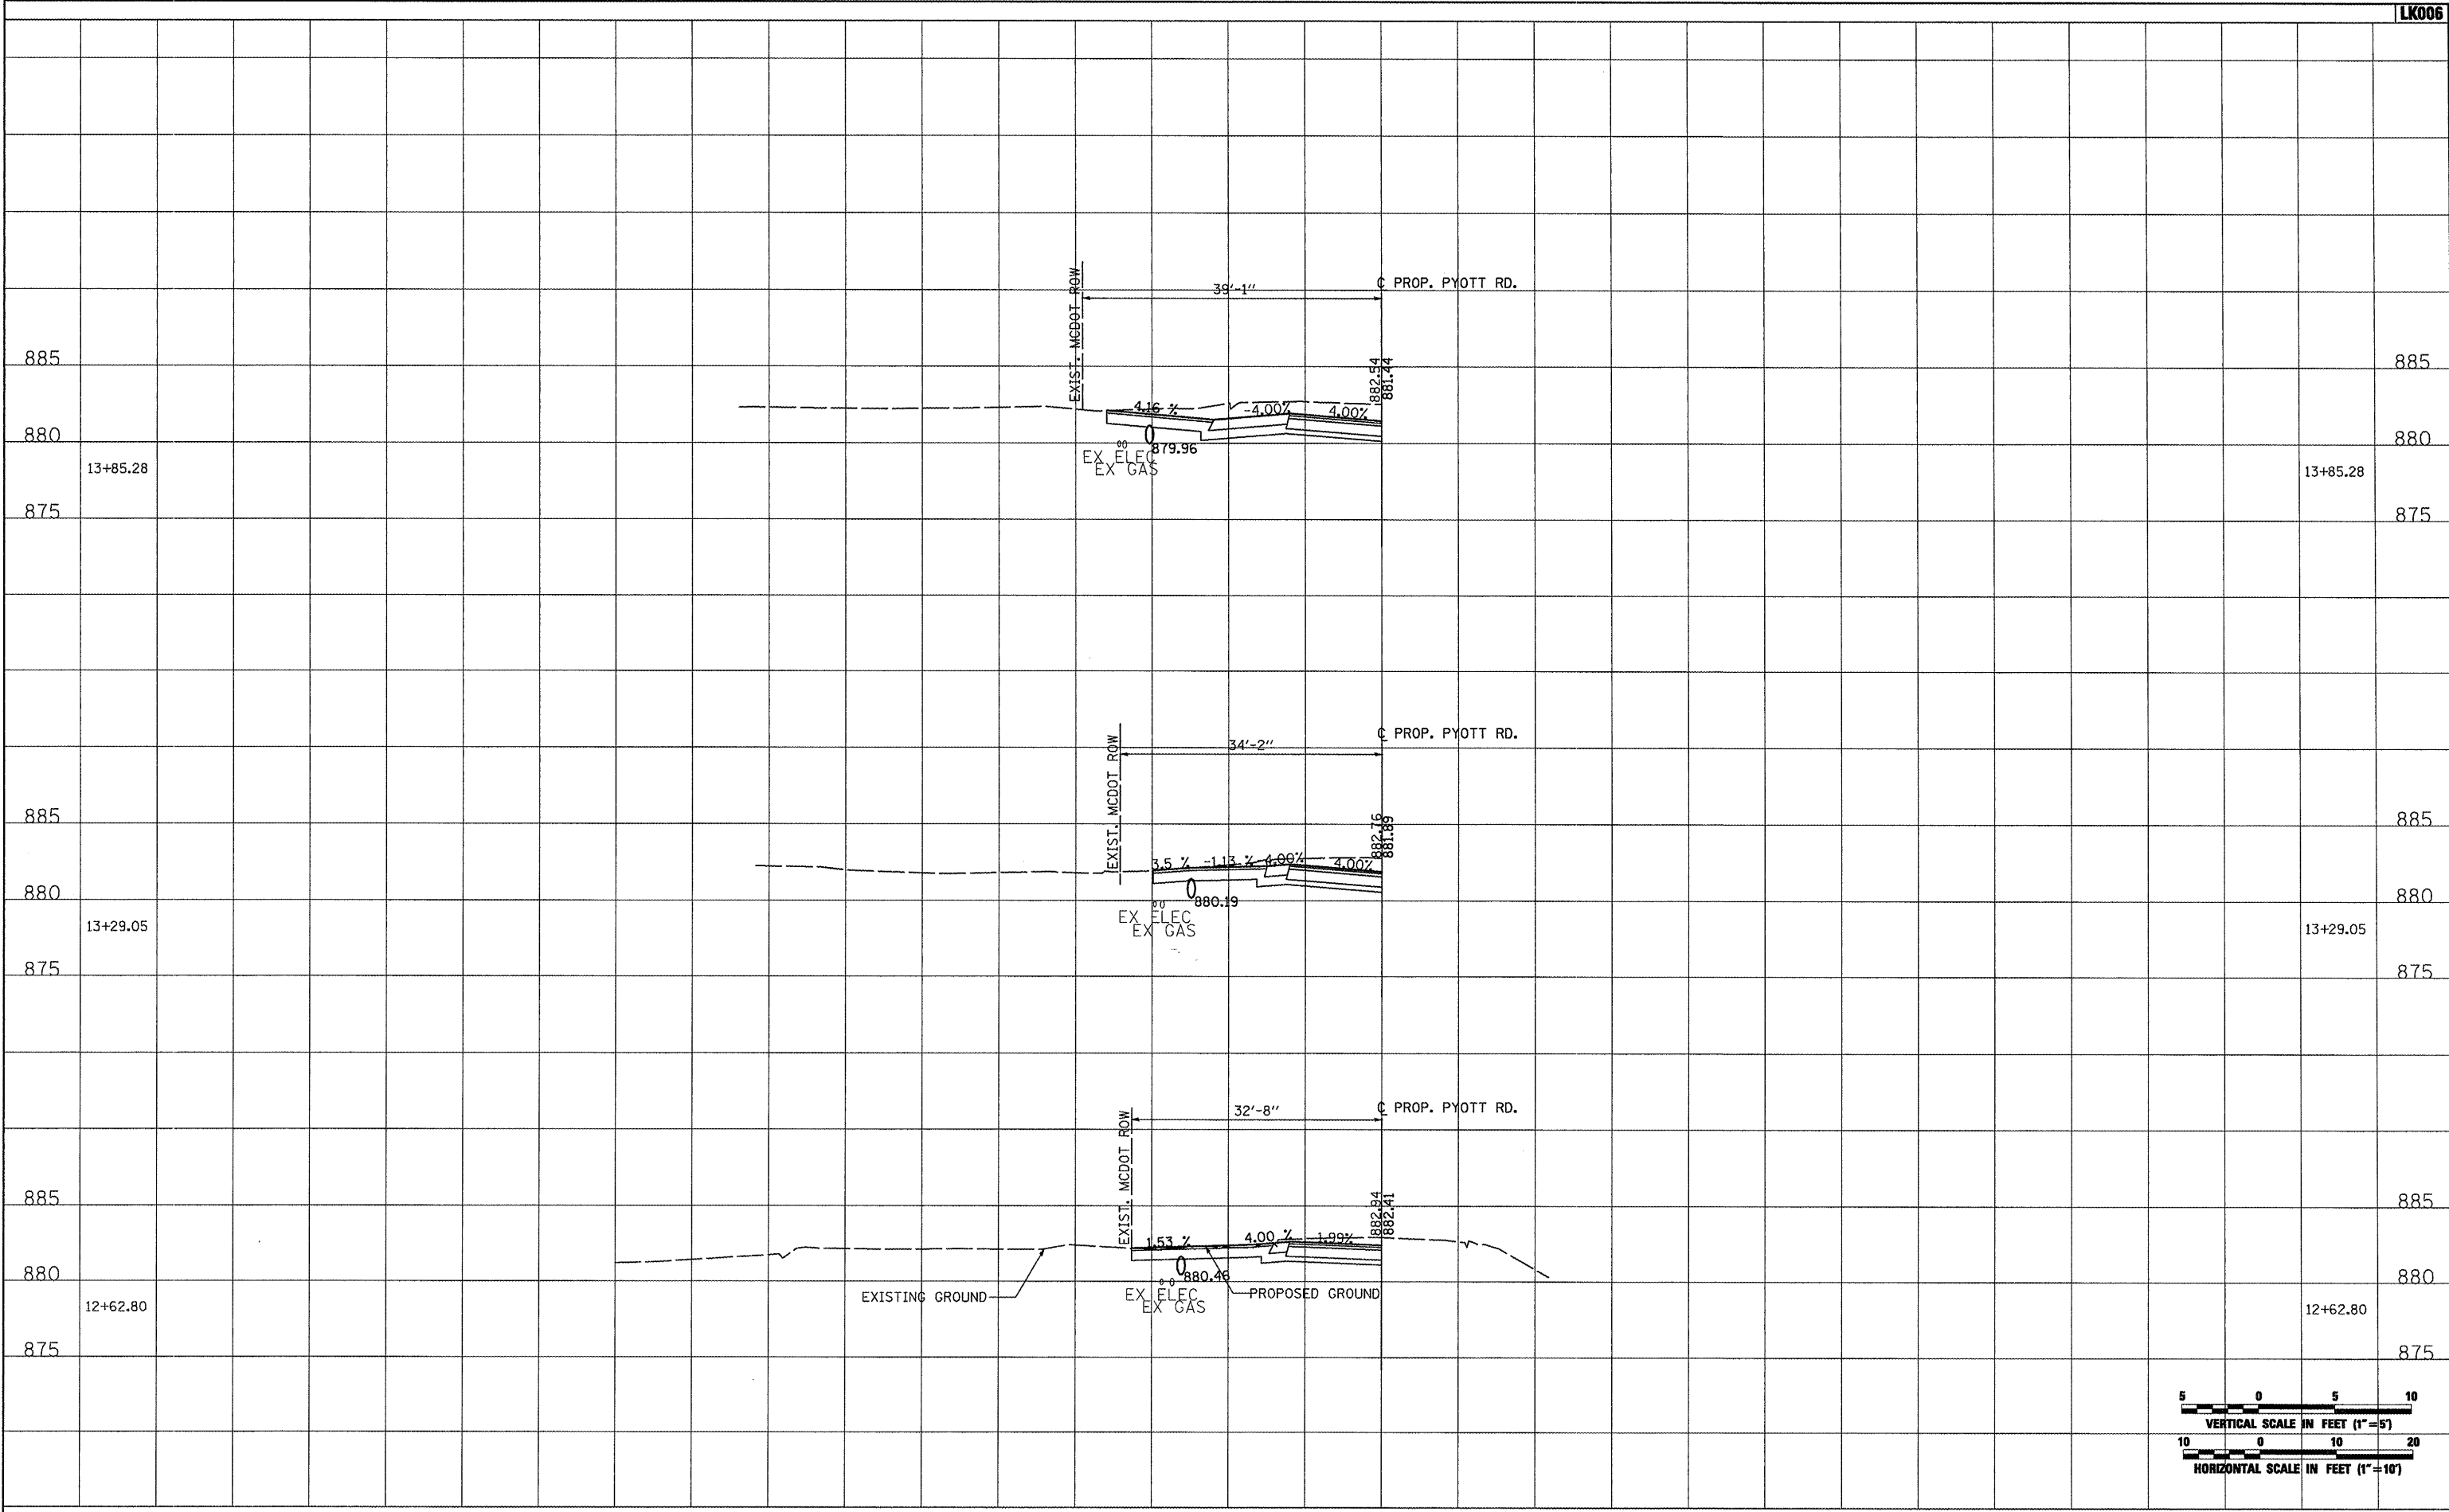 LK006
℄ PROP. PYOTT RD.
39'-1"
EXIST. MCDOT ROW
882.54
881.44
885
885
4.16 %
-4.00%
4.00%
880
880
879.96
EX ELEC
EX GAS
13+85.28
13+85.28
875
875
℄ PROP. PYOTT RD.
34'-2"
EXIST. MCDOT ROW
882.76
881.89
885
885
3.5 %
-1.13 %
-4.00%
4.00%
880
880
880.19
EX ELEC
EX GAS
13+29.05
13+29.05
875
875
℄ PROP. PYOTT RD.
32'-8"
EXIST. MCDOT ROW
882.94
882.41
885
885
1.53 %
4.00 %
1.99%
880
880
880.46
EXISTING GROUND
EX ELEC
EX GAS
PROPOSED GROUND
12+62.80
12+62.80
875
875
5 0 5 10
VERTICAL SCALE IN FEET (1"=5')
10 0 10 20
HORIZONTAL SCALE IN FEET (1"=10')